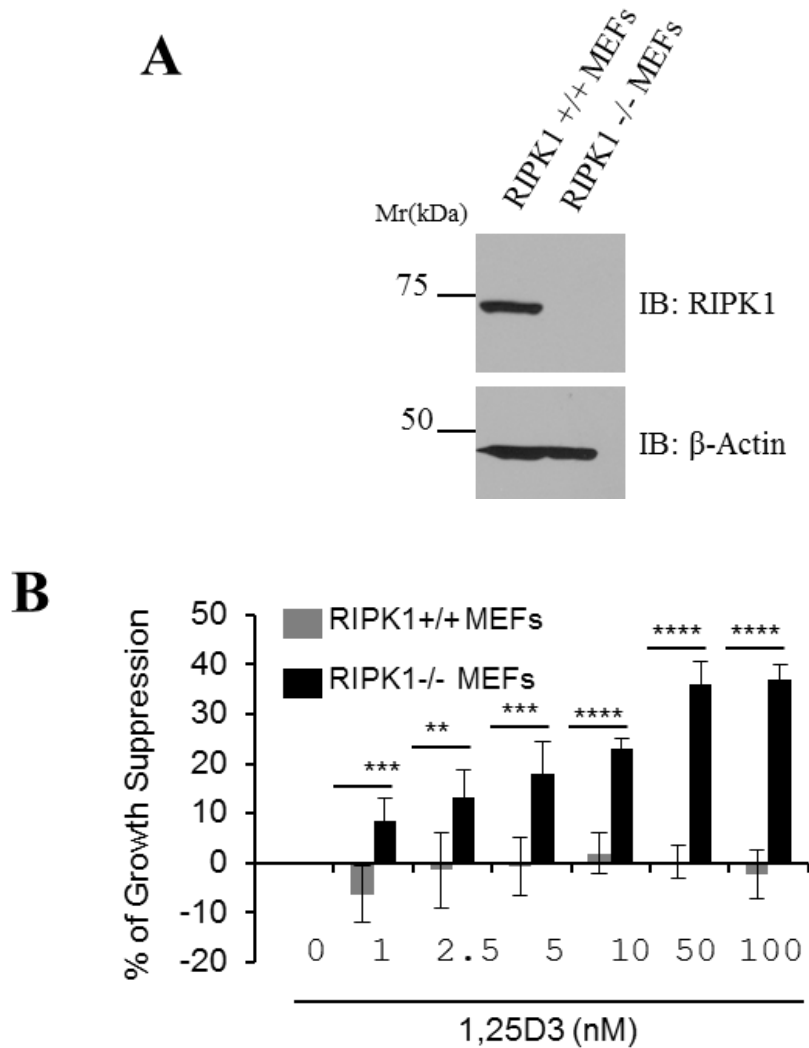 A
RIPK1 +/+ MEFs
RIPK1 -/- MEFs
Mr(kDa)
75
IB: RIPK1
50
IB: β-Actin
B
% of Growth Suppression
50
40
30
20
10
0
-10
-20
RIPK1+/+ MEFs
RIPK1-/- MEFs
***
**
***
****
****
****
0 1 2.5 5 10 50 100
1,25D3 (nM)